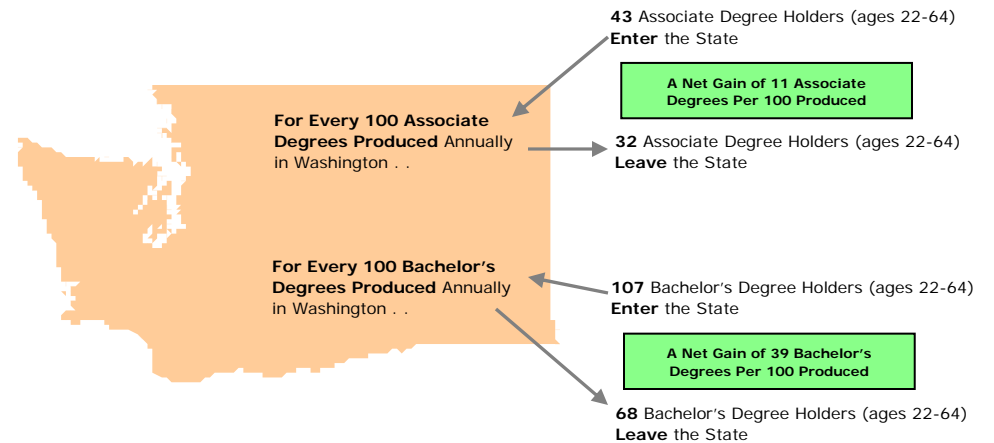 43 Associate Degree Holders (ages 22-64)
Enter the State
A Net Gain of 11 Associate
Degrees Per 100 Produced
For Every 100 Associate
Degrees Produced Annually
in Washington . .
32 Associate Degree Holders (ages 22-64)
Leave the State
For Every 100 Bachelor's
Degrees Produced Annually
in Washington . .
107 Bachelor's Degree Holders (ages 22-64)
Enter the State
A Net Gain of 39 Bachelor's
Degrees Per 100 Produced
68 Bachelor's Degree Holders (ages 22-64)
Leave the State